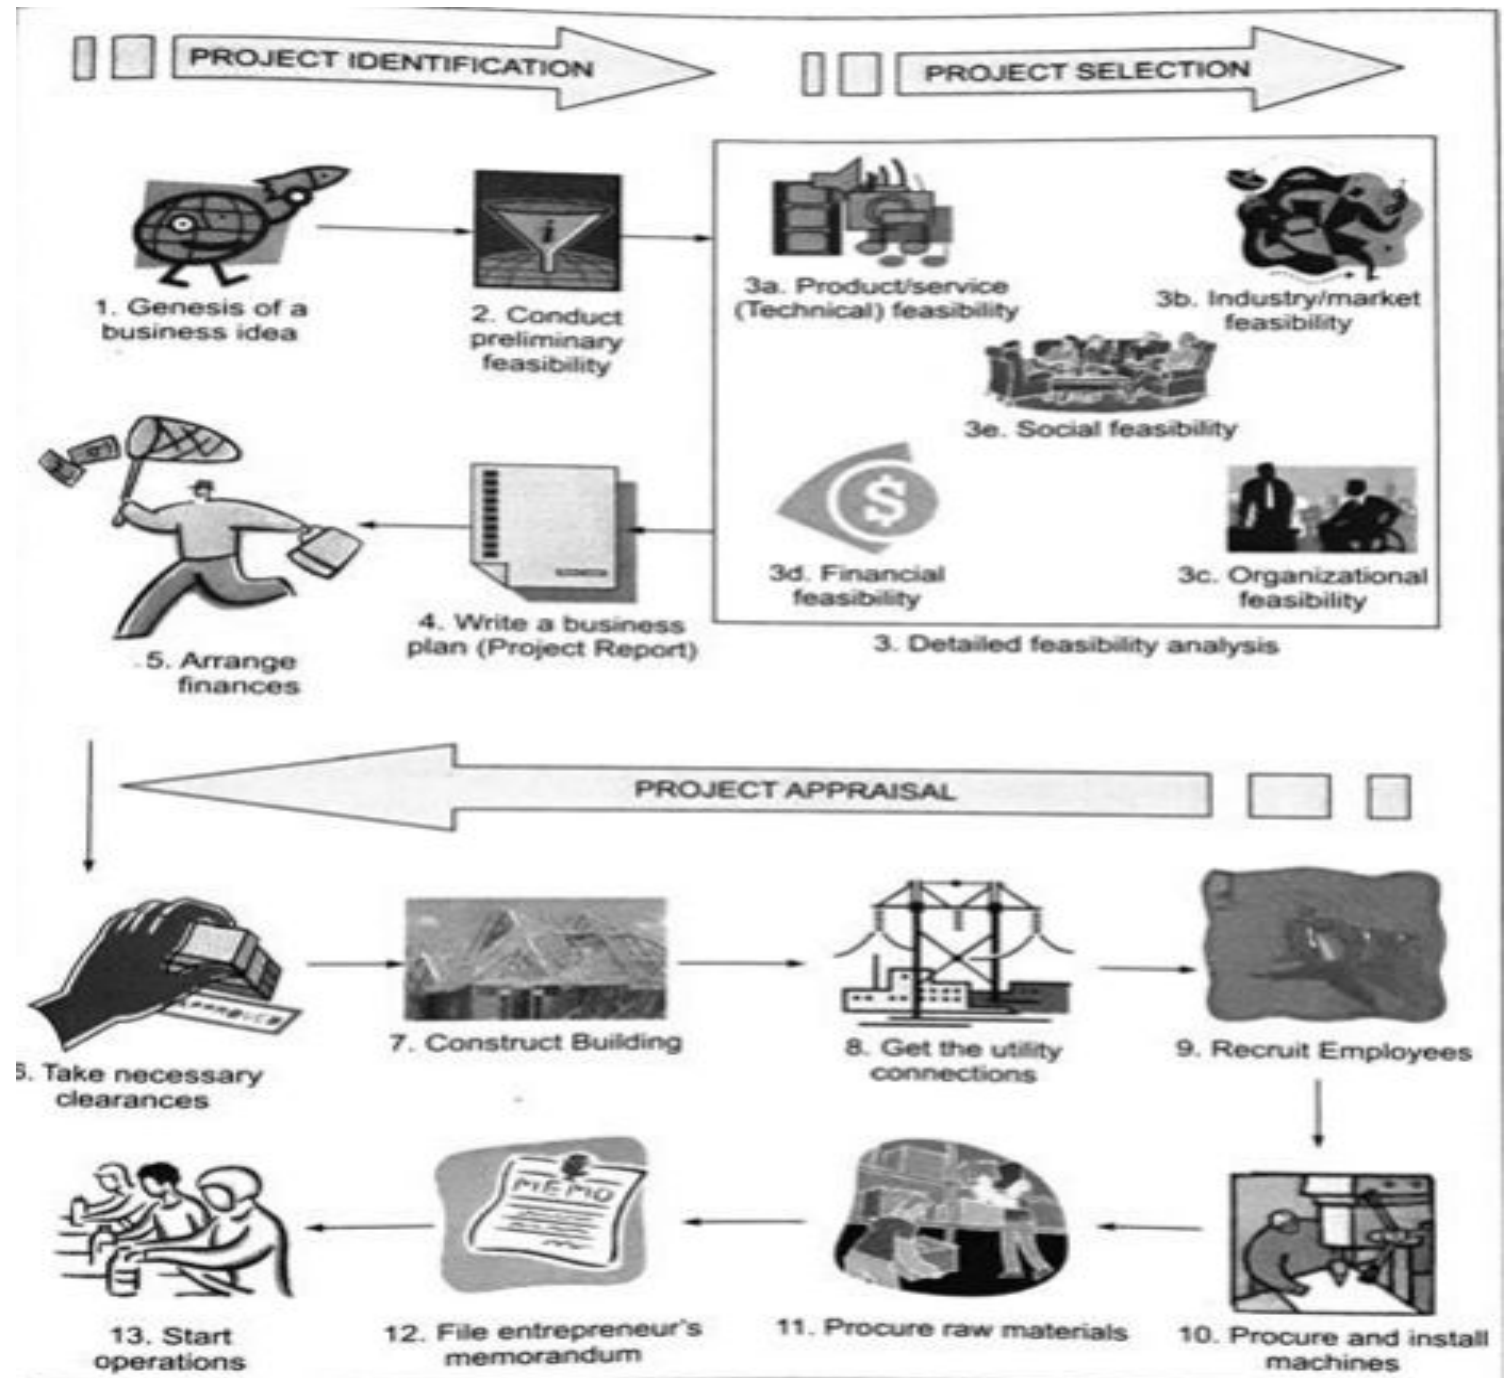 PROJECT IDENTIFICATION
PROJECT SELECTION
1. Genesis of a
business idea
2. Conduct
preliminary
feasibility
3a. Product/service
(Technical) feasibility
3b. Industry/market
feasibility
3e. Social feasibility
3d. Financial
feasibility
3c. Organizational
feasibility
3. Detailed feasibility analysis
4. Write a business
plan (Project Report)
5. Arrange
finances
PROJECT APPRAISAL
APPROVED
6. Take necessary
clearances
7. Construct Building
8. Get the utility
connections
9. Recruit Employees
10. Procure and install
machines
11. Procure raw materials
MEMO
12. File entrepreneur's
memorandum
13. Start
operations
i
$